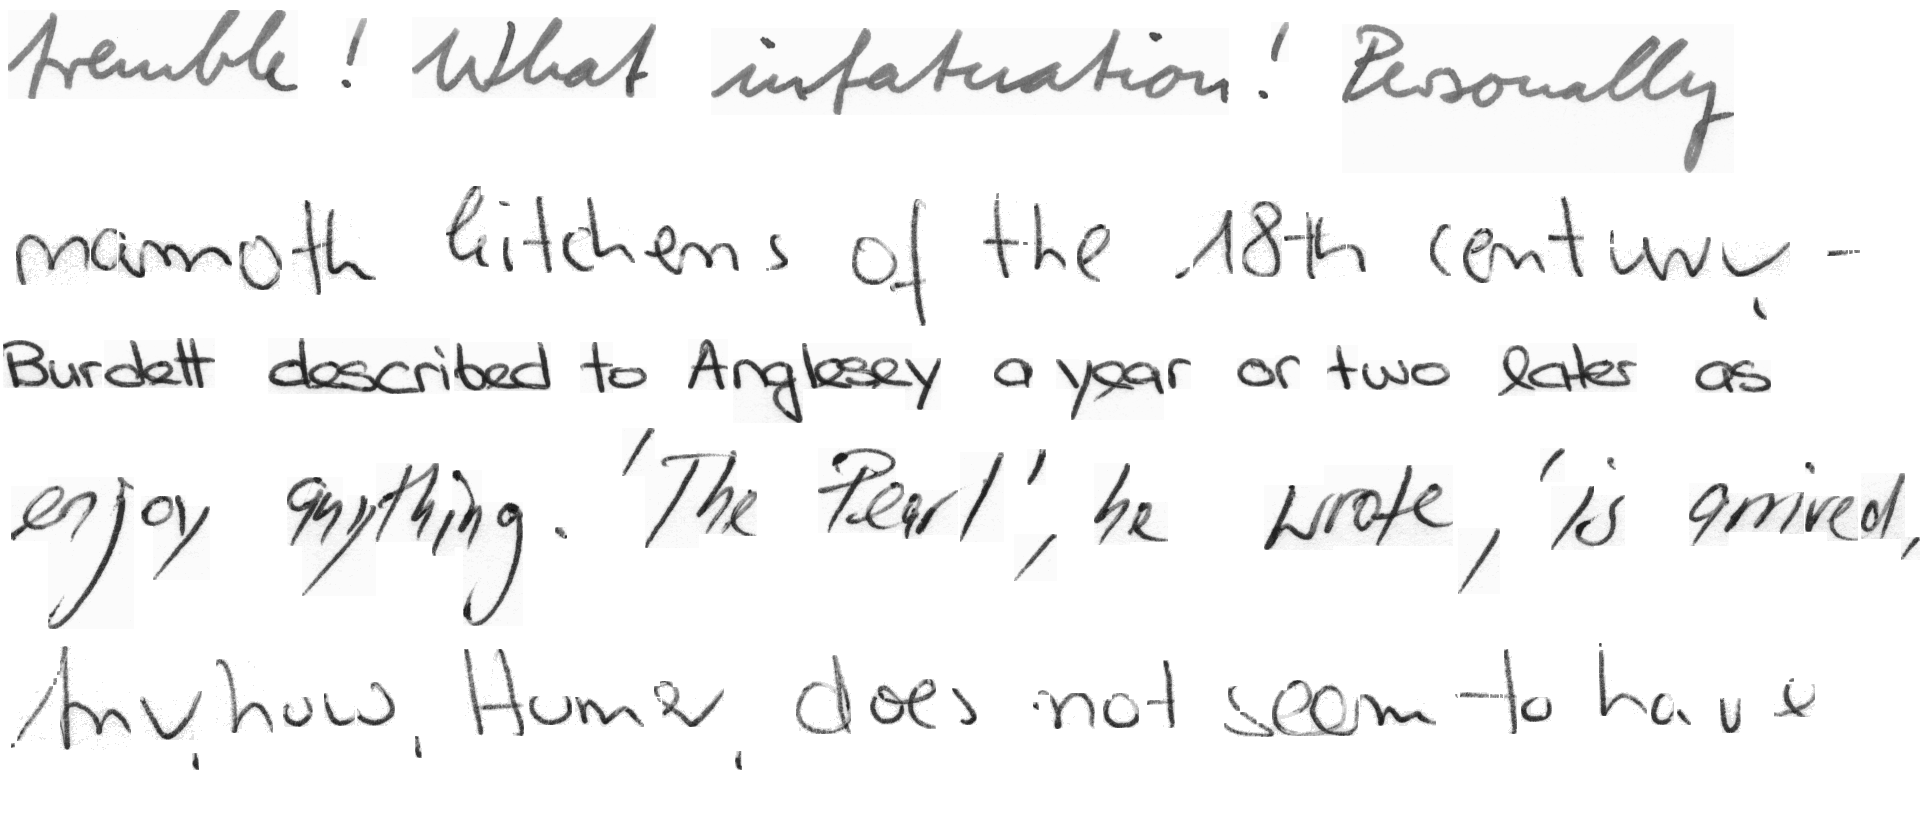 tremble! What infatuation! Personally
mammoth kitchens of the 18th century -
Burdett described to Anglesey a year or two later as
enjoy anything. 'The Pearl', he wrote, 'is arrived,
Anyhow, Hume, does not seem to have